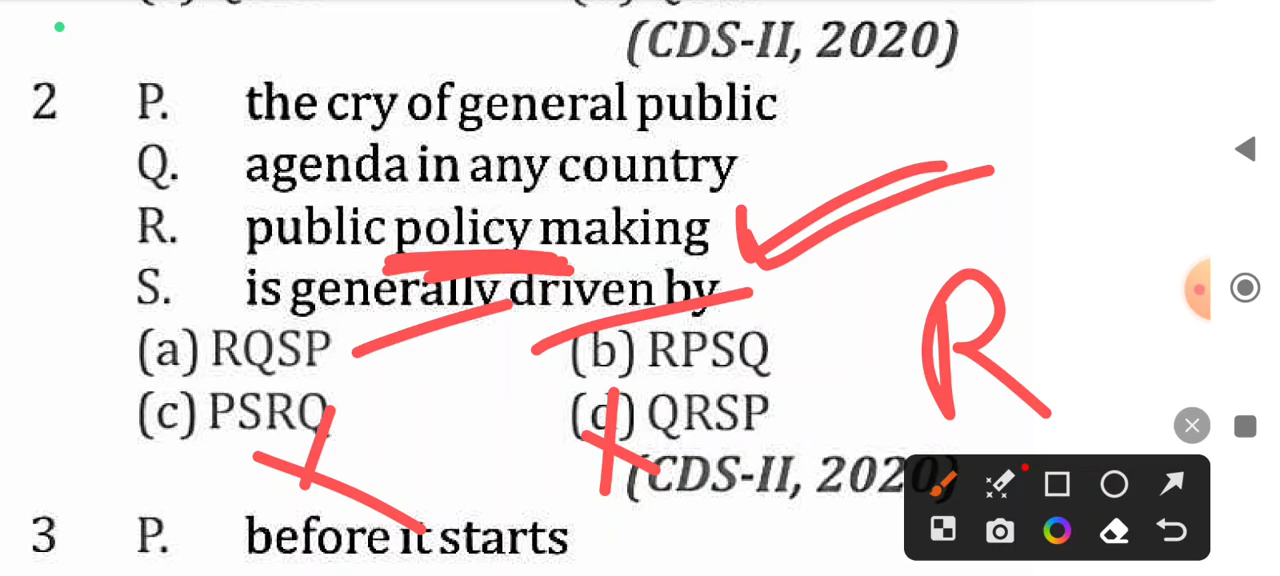 (CDS-II, 2020)
2 P. the cry of general public
Q. agenda in any country
R. public policy making
S. is generally driven by
(a) RQSP (b) RPSQ
(c) PSRQ (d) QRSP
(CDS-II, 2020)
R
3 P. before it starts